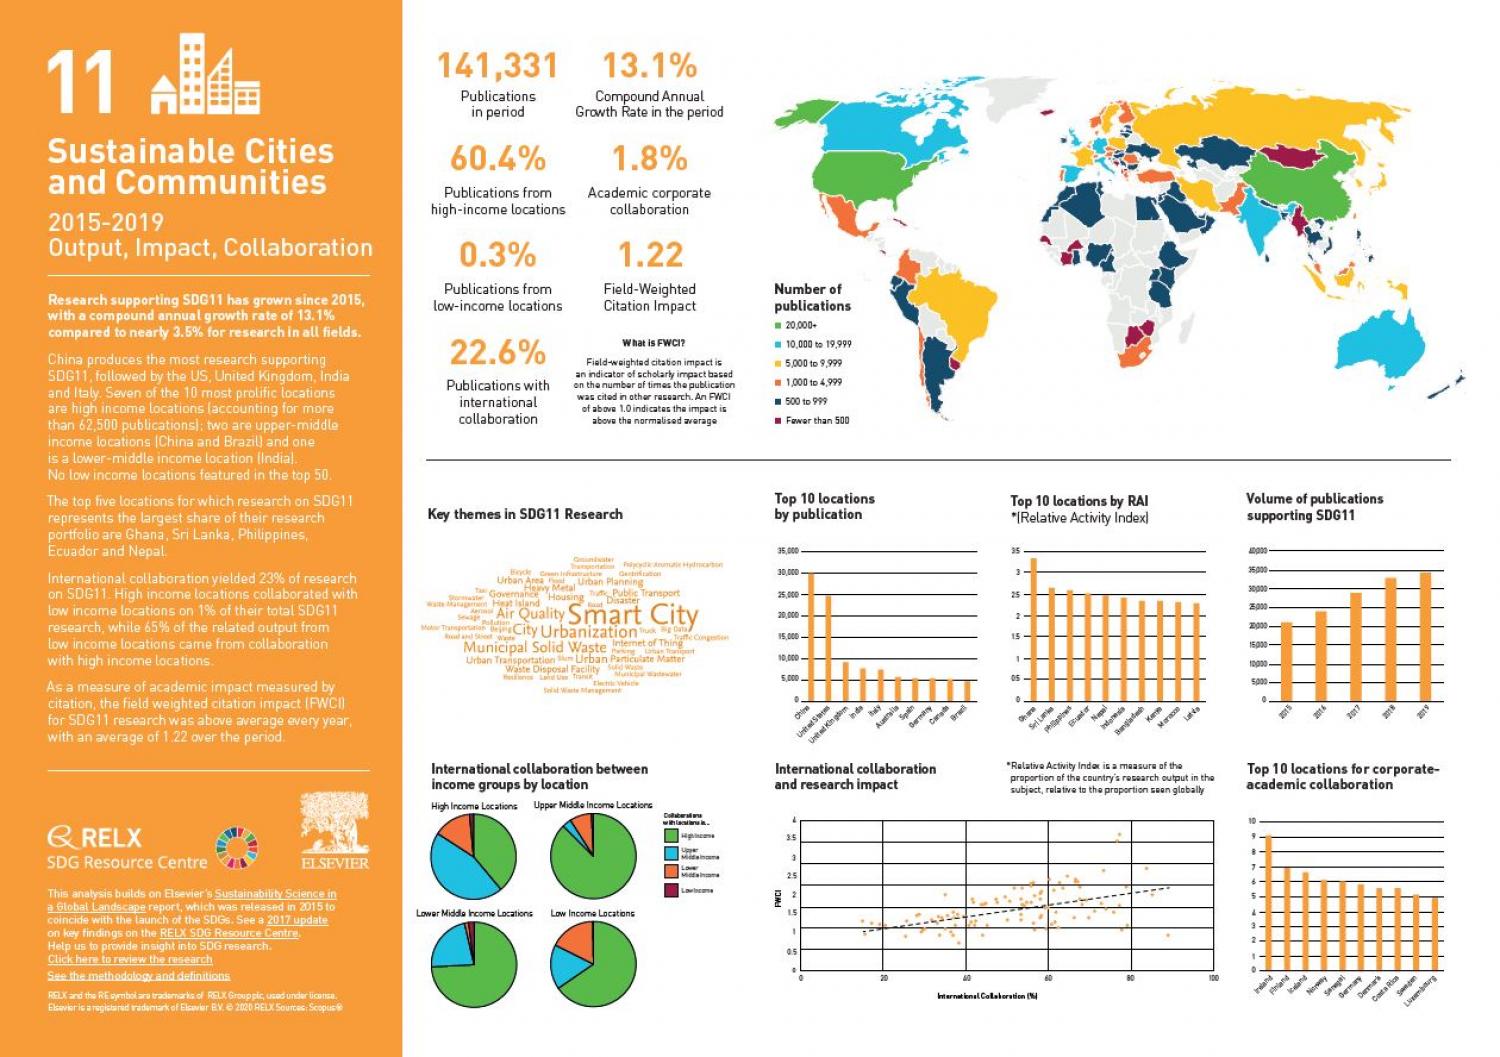 11
Sustainable Cities
and Communities
2015-2019
Output, Impact, Collaboration
Research supporting SDG11 has grown since 2015,
with a compound annual growth rate of 13.1%
compared to nearly 3.5% for research in all fields.
China produces the most research supporting
SDG11, followed by the US, United Kingdom, India
and Italy. Seven of the 10 most prolific locations
are high income locations (accounting for more
than 62,500 publications); two are upper-middle
income locations (China and Brazil) and one
is a lower-middle income location (India).
No low income locations featured in the top 50.
The top five locations for which research on SDG11
represents the largest share of their research
portfolio are Ghana, Sri Lanka, Philippines,
Ecuador and Nepal.
International collaboration yielded 23% of research
on SDG11. High income locations collaborated with
low income locations on 1% of their total SDG11
research, while 65% of the related output from
low income locations came from collaboration
with high income locations.
As a measure of academic impact measured by
citation, the field weighted citation impact (FWCI)
for SDG11 research was above average every year,
with an average of 1.22 over the period.
RELX
SDG Resource Centre
ELSEVIER
This analysis builds on Elsevier's Sustainability Science in
a Global Landscape report, which was released in 2015 to
coincide with the launch of the SDGs. See a 2017 update
on key findings on the RELX SDG Resource Centre.
Help us to provide insight into SDG research.
Click here to review the research
See the methodology and definitions
RELX and the RE symbol are trademarks of RELX Group plc, used under license.
Elsevier is a registered trademark of Elsevier B.V. © 2020 RELX Sources: Scopus®
141,331
Publications
in period
13.1%
Compound Annual
Growth Rate in the period
60.4%
Publications from
high-income locations
1.8%
Academic corporate
collaboration
0.3%
Publications from
low-income locations
1.22
Field-Weighted
Citation Impact
22.6%
Publications with
international
collaboration
What is FWCI?
Field-weighted citation impact is
an indicator of scholarly impact based
on the number of times the publication
was cited in other research. An FWCI
of above 1.0 indicates the impact is
above the normalised average
Number of
publications
20,000+
10,000 to 19,999
5,000 to 9,999
1,000 to 4,999
500 to 999
Fewer than 500
Key themes in SDG11 Research
Groundwater
Transportation
Polycyclic Aromatic Hydrocarbon
Bicycle
Green Infrastructure
Gentrification
Urban Area
Flood
Urban Planning
Heavy Metal
Taxi
Governance
Traffic
Public Transport
Stormwater
Housing
Disaster
Waste Management
Heat Island
Road
Aerosol
Air Quality
Smart City
Sewage
Pollution
Motor Transportation
Beijing
City
Urbanization
Truck
Big Data
Road and Street
Waste
Traffic Congestion
Municipal Solid Waste
Internet of Thing
Parking
Urban Transport
Urban Transportation
Slum
Urban
Particulate Matter
Waste Disposal Facility
Solid Waste
Resilience
Land Use
Transit
Municipal Wastewater
Electric Vehicle
Solid Waste Management
Top 10 locations
by publication
35,000
30,000
25,000
20,000
15,000
10,000
5,000
0
China
United States
United Kingdom
India
Italy
Australia
Spain
Germany
Canada
Brazil
Top 10 locations by RAI
*(Relative Activity Index)
35
3
2.5
2
1.5
1
0.5
0
Ghana
Sri Lanka
Philippines
Ecuador
Nepal
Indonesia
Bangladesh
Kenya
Morocco
Latvia
*Relative Activity Index is a measure of the
proportion of the country's research output in the
subject, relative to the proportion seen globally
Volume of publications
supporting SDG11
40,000
35,000
30,000
25,000
20,000
15,000
10,000
5,000
0
2015
2016
2017
2018
2019
International collaboration between
income groups by location
High Income Locations
Upper Middle Income Locations
Lower Middle Income Locations
Low Income Locations
Collaborations
with locations in...
High Income
Upper
Middle Income
Lower
Middle Income
Low Income
International collaboration
and research impact
FWCI
4
3.5
3
2.5
2
1.5
1
0.5
0
20
40
60
80
100
International Collaboration (%)
Top 10 locations for corporate-
academic collaboration
10
9
8
7
6
5
4
3
2
1
0
Ireland
Finland
Iceland
Norway
Senegal
Germany
Denmark
Costa Rica
Sweden
Luxembourg